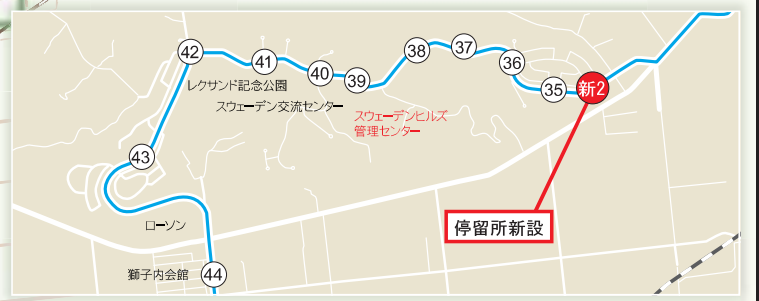 42
41
40
39
38
37
36
35
新2
レクサンド記念公園
スウェーデン交流センター
スウェーデンヒルズ
管理センター
43
ローソン
停留所新設
獅子内会館
44